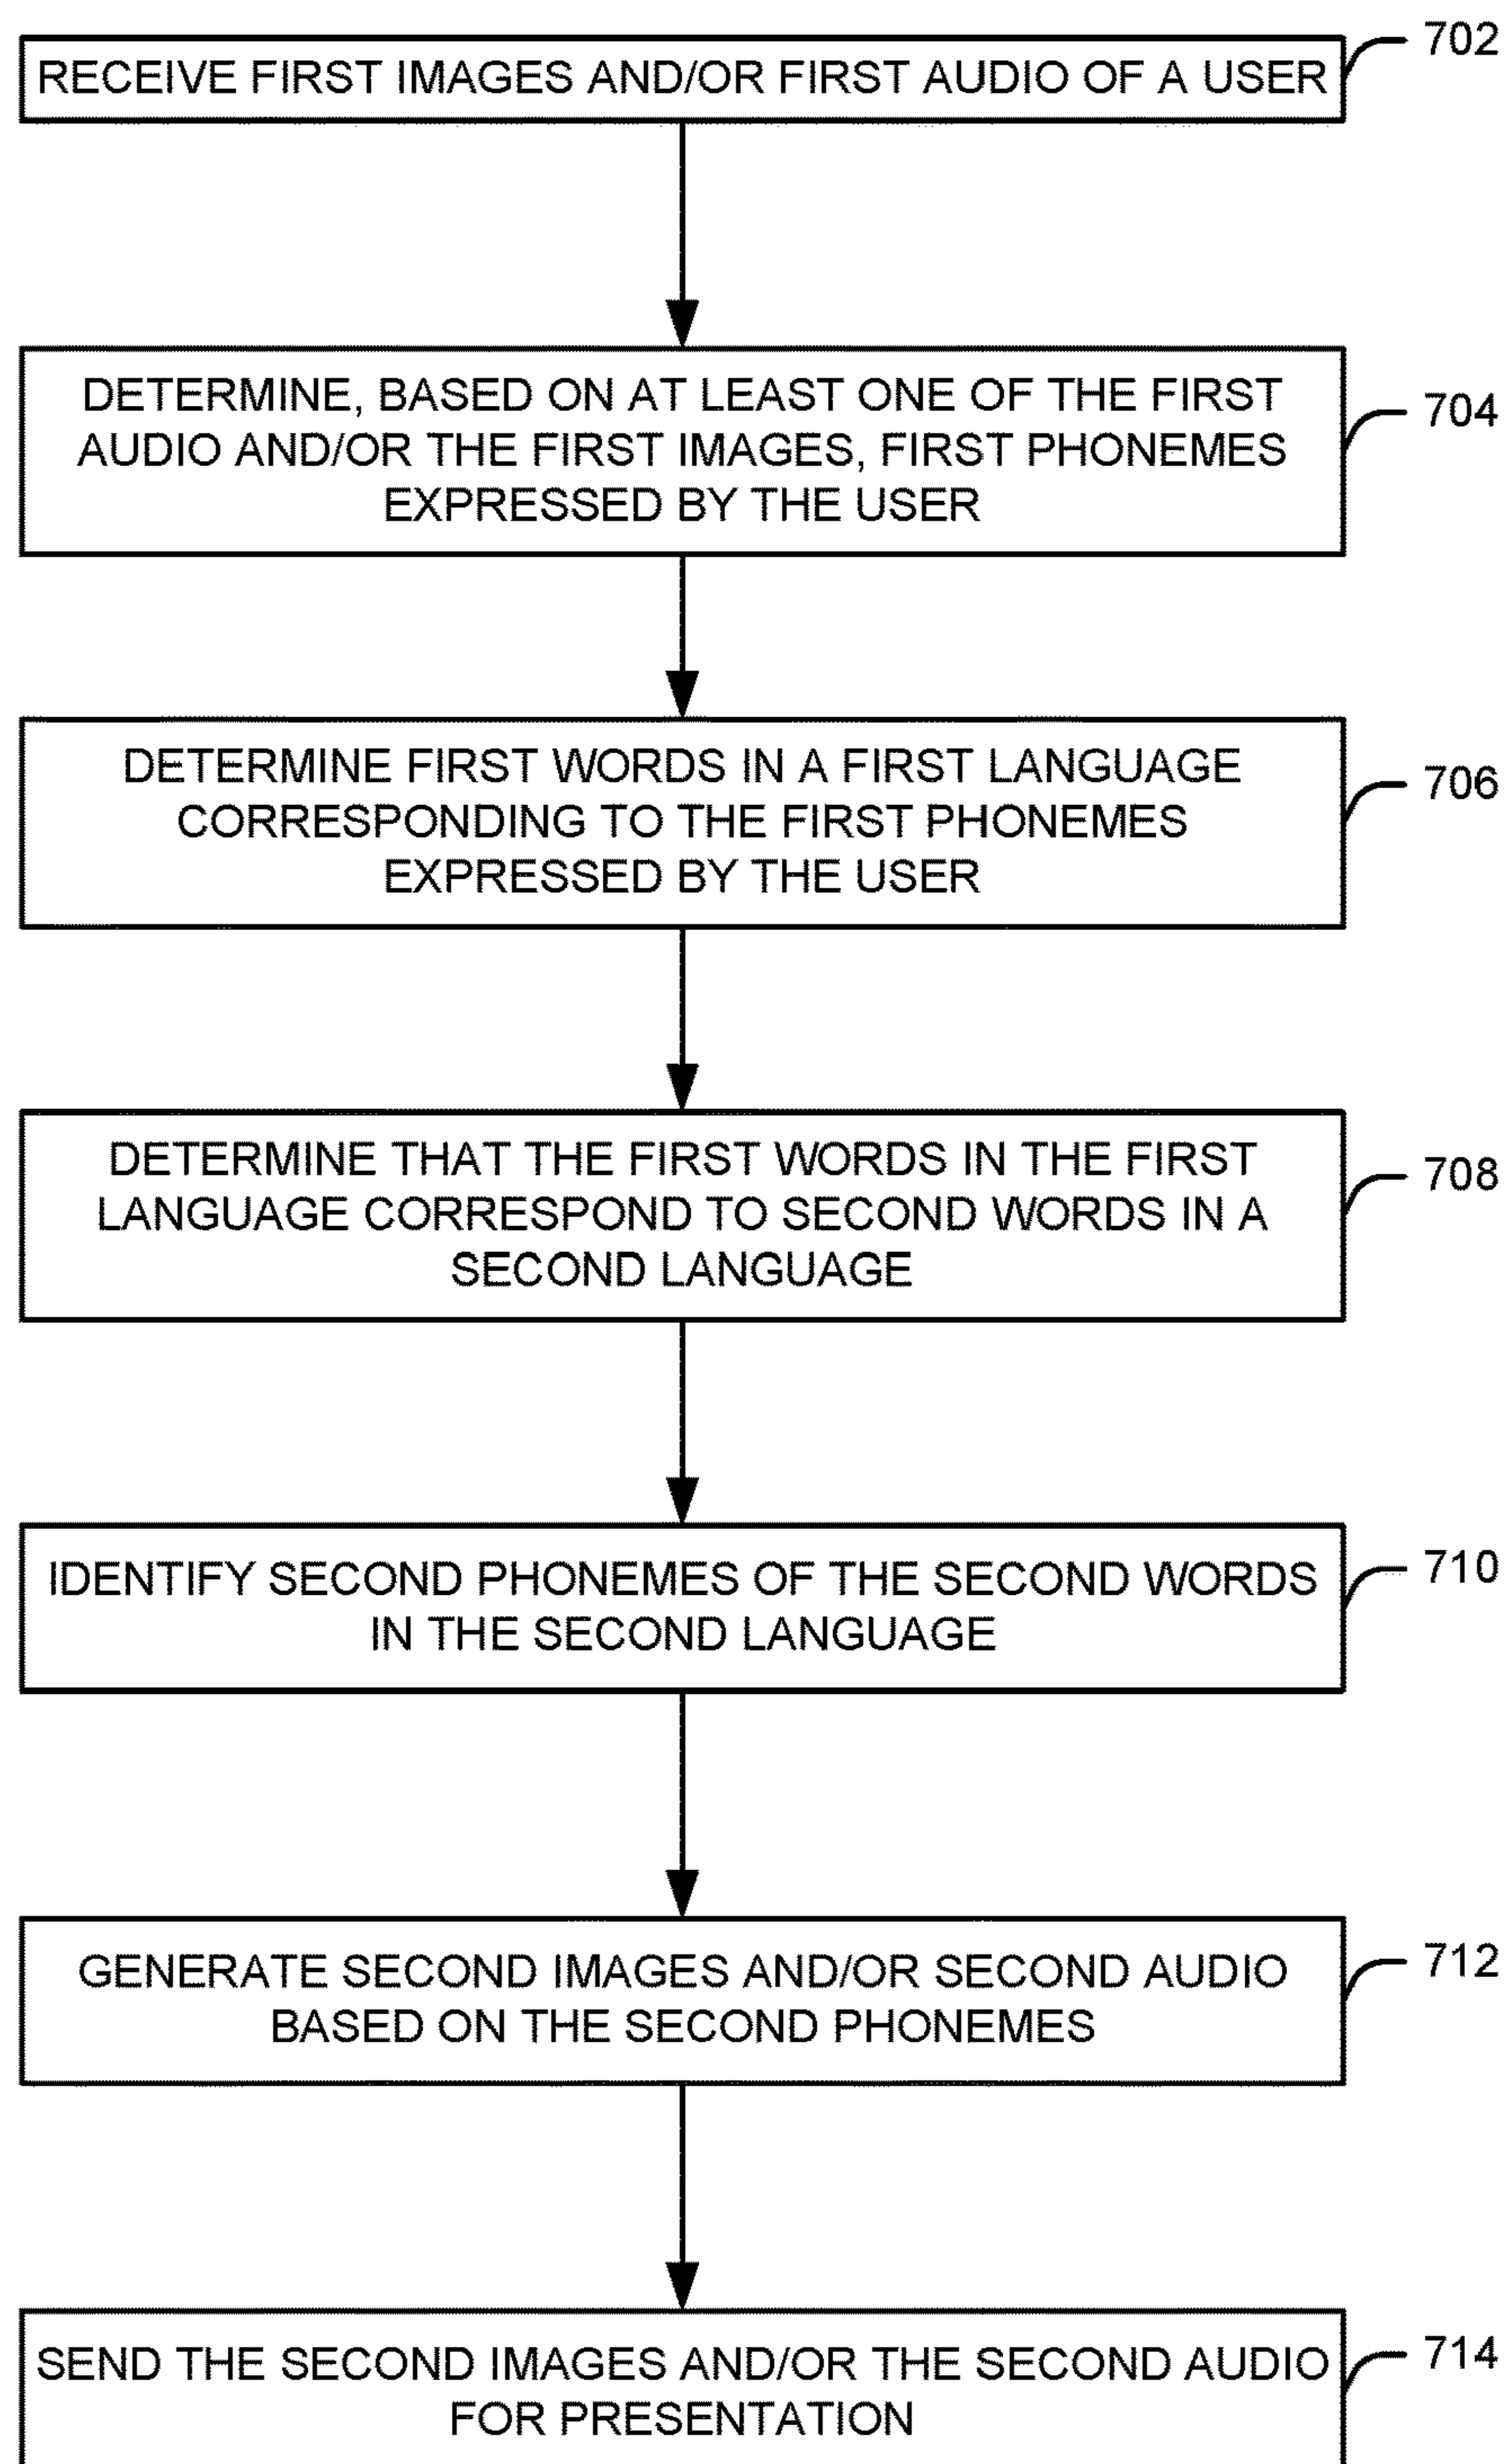 RECEIVE FIRST IMAGES AND/OR FIRST AUDIO OF A USER
702
DETERMINE, BASED ON AT LEAST ONE OF THE FIRST
AUDIO AND/OR THE FIRST IMAGES, FIRST PHONEMES
EXPRESSED BY THE USER
704
DETERMINE FIRST WORDS IN A FIRST LANGUAGE
CORRESPONDING TO THE FIRST PHONEMES
EXPRESSED BY THE USER
706
DETERMINE THAT THE FIRST WORDS IN THE FIRST
LANGUAGE CORRESPOND TO SECOND WORDS IN A
SECOND LANGUAGE
708
IDENTIFY SECOND PHONEMES OF THE SECOND WORDS
IN THE SECOND LANGUAGE
710
GENERATE SECOND IMAGES AND/OR SECOND AUDIO
BASED ON THE SECOND PHONEMES
712
SEND THE SECOND IMAGES AND/OR THE SECOND AUDIO
FOR PRESENTATION
714